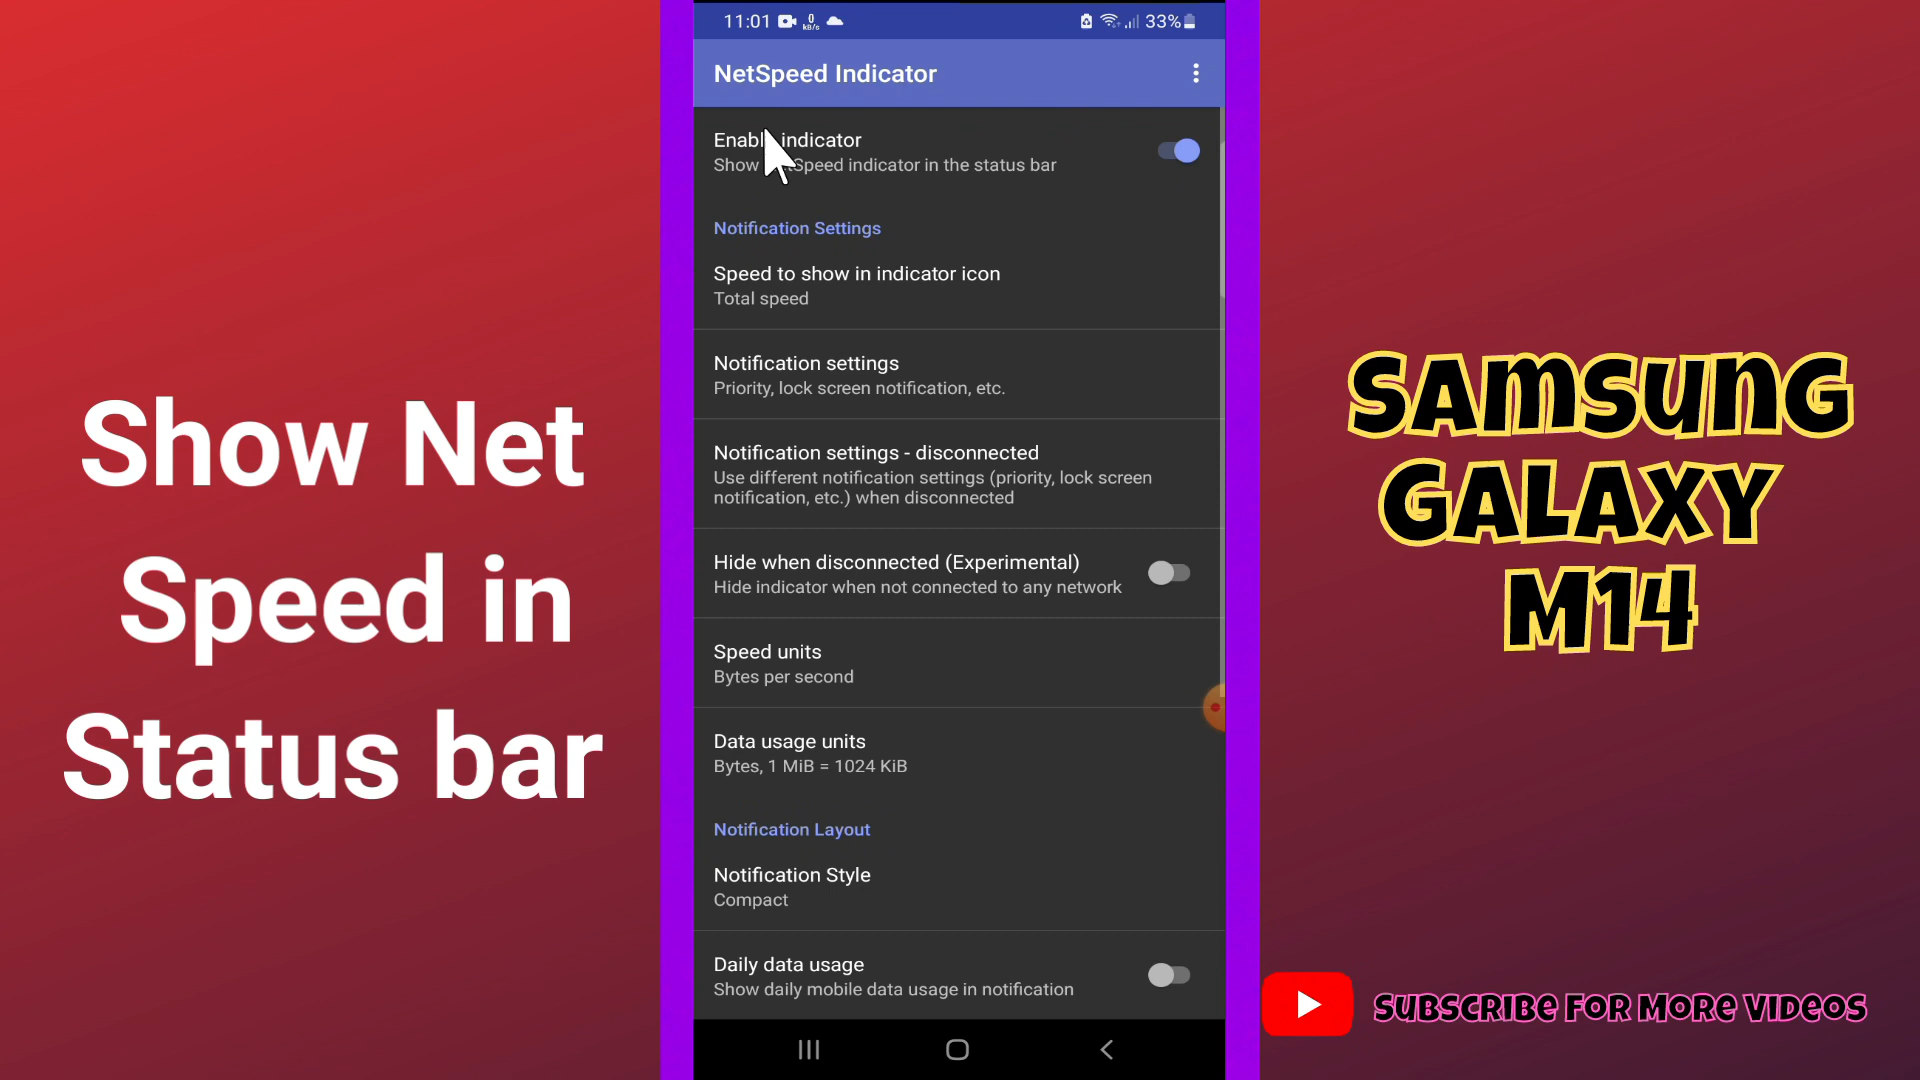 Show Net
Speed in
Status bar
11:01 0 kB/s 33%
NetSpeed Indicator
Enable indicator
Show NetSpeed indicator in the status bar
Notification Settings
Speed to show in indicator icon
Total speed
Notification settings
Priority, lock screen notification, etc.
Notification settings - disconnected
Use different notification settings (priority, lock screen
notification, etc.) when disconnected
Hide when disconnected (Experimental)
Hide indicator when not connected to any network
Speed units
Bytes per second
Data usage units
Bytes, 1 MiB = 1024 KiB
Notification Layout
Notification Style
Compact
Daily data usage
Show daily mobile data usage in notification
SAMSUNG
GALAXY
M14
SUBSCRIBE FOR MORE VIDEOS